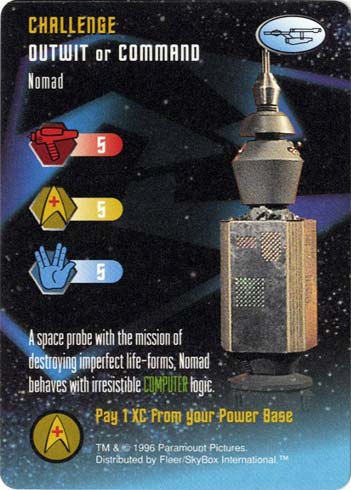 CHALLENGE
OUTWIT or COMMAND
Nomad
5
5
5
A space probe with the mission of
destroying imperfect life-forms, Nomad
behaves with irresistible COMPUTER logic.
Pay 1 XC from your Power Base
TM & © 1996 Paramount Pictures.
Distributed by Fleer/SkyBox International.™